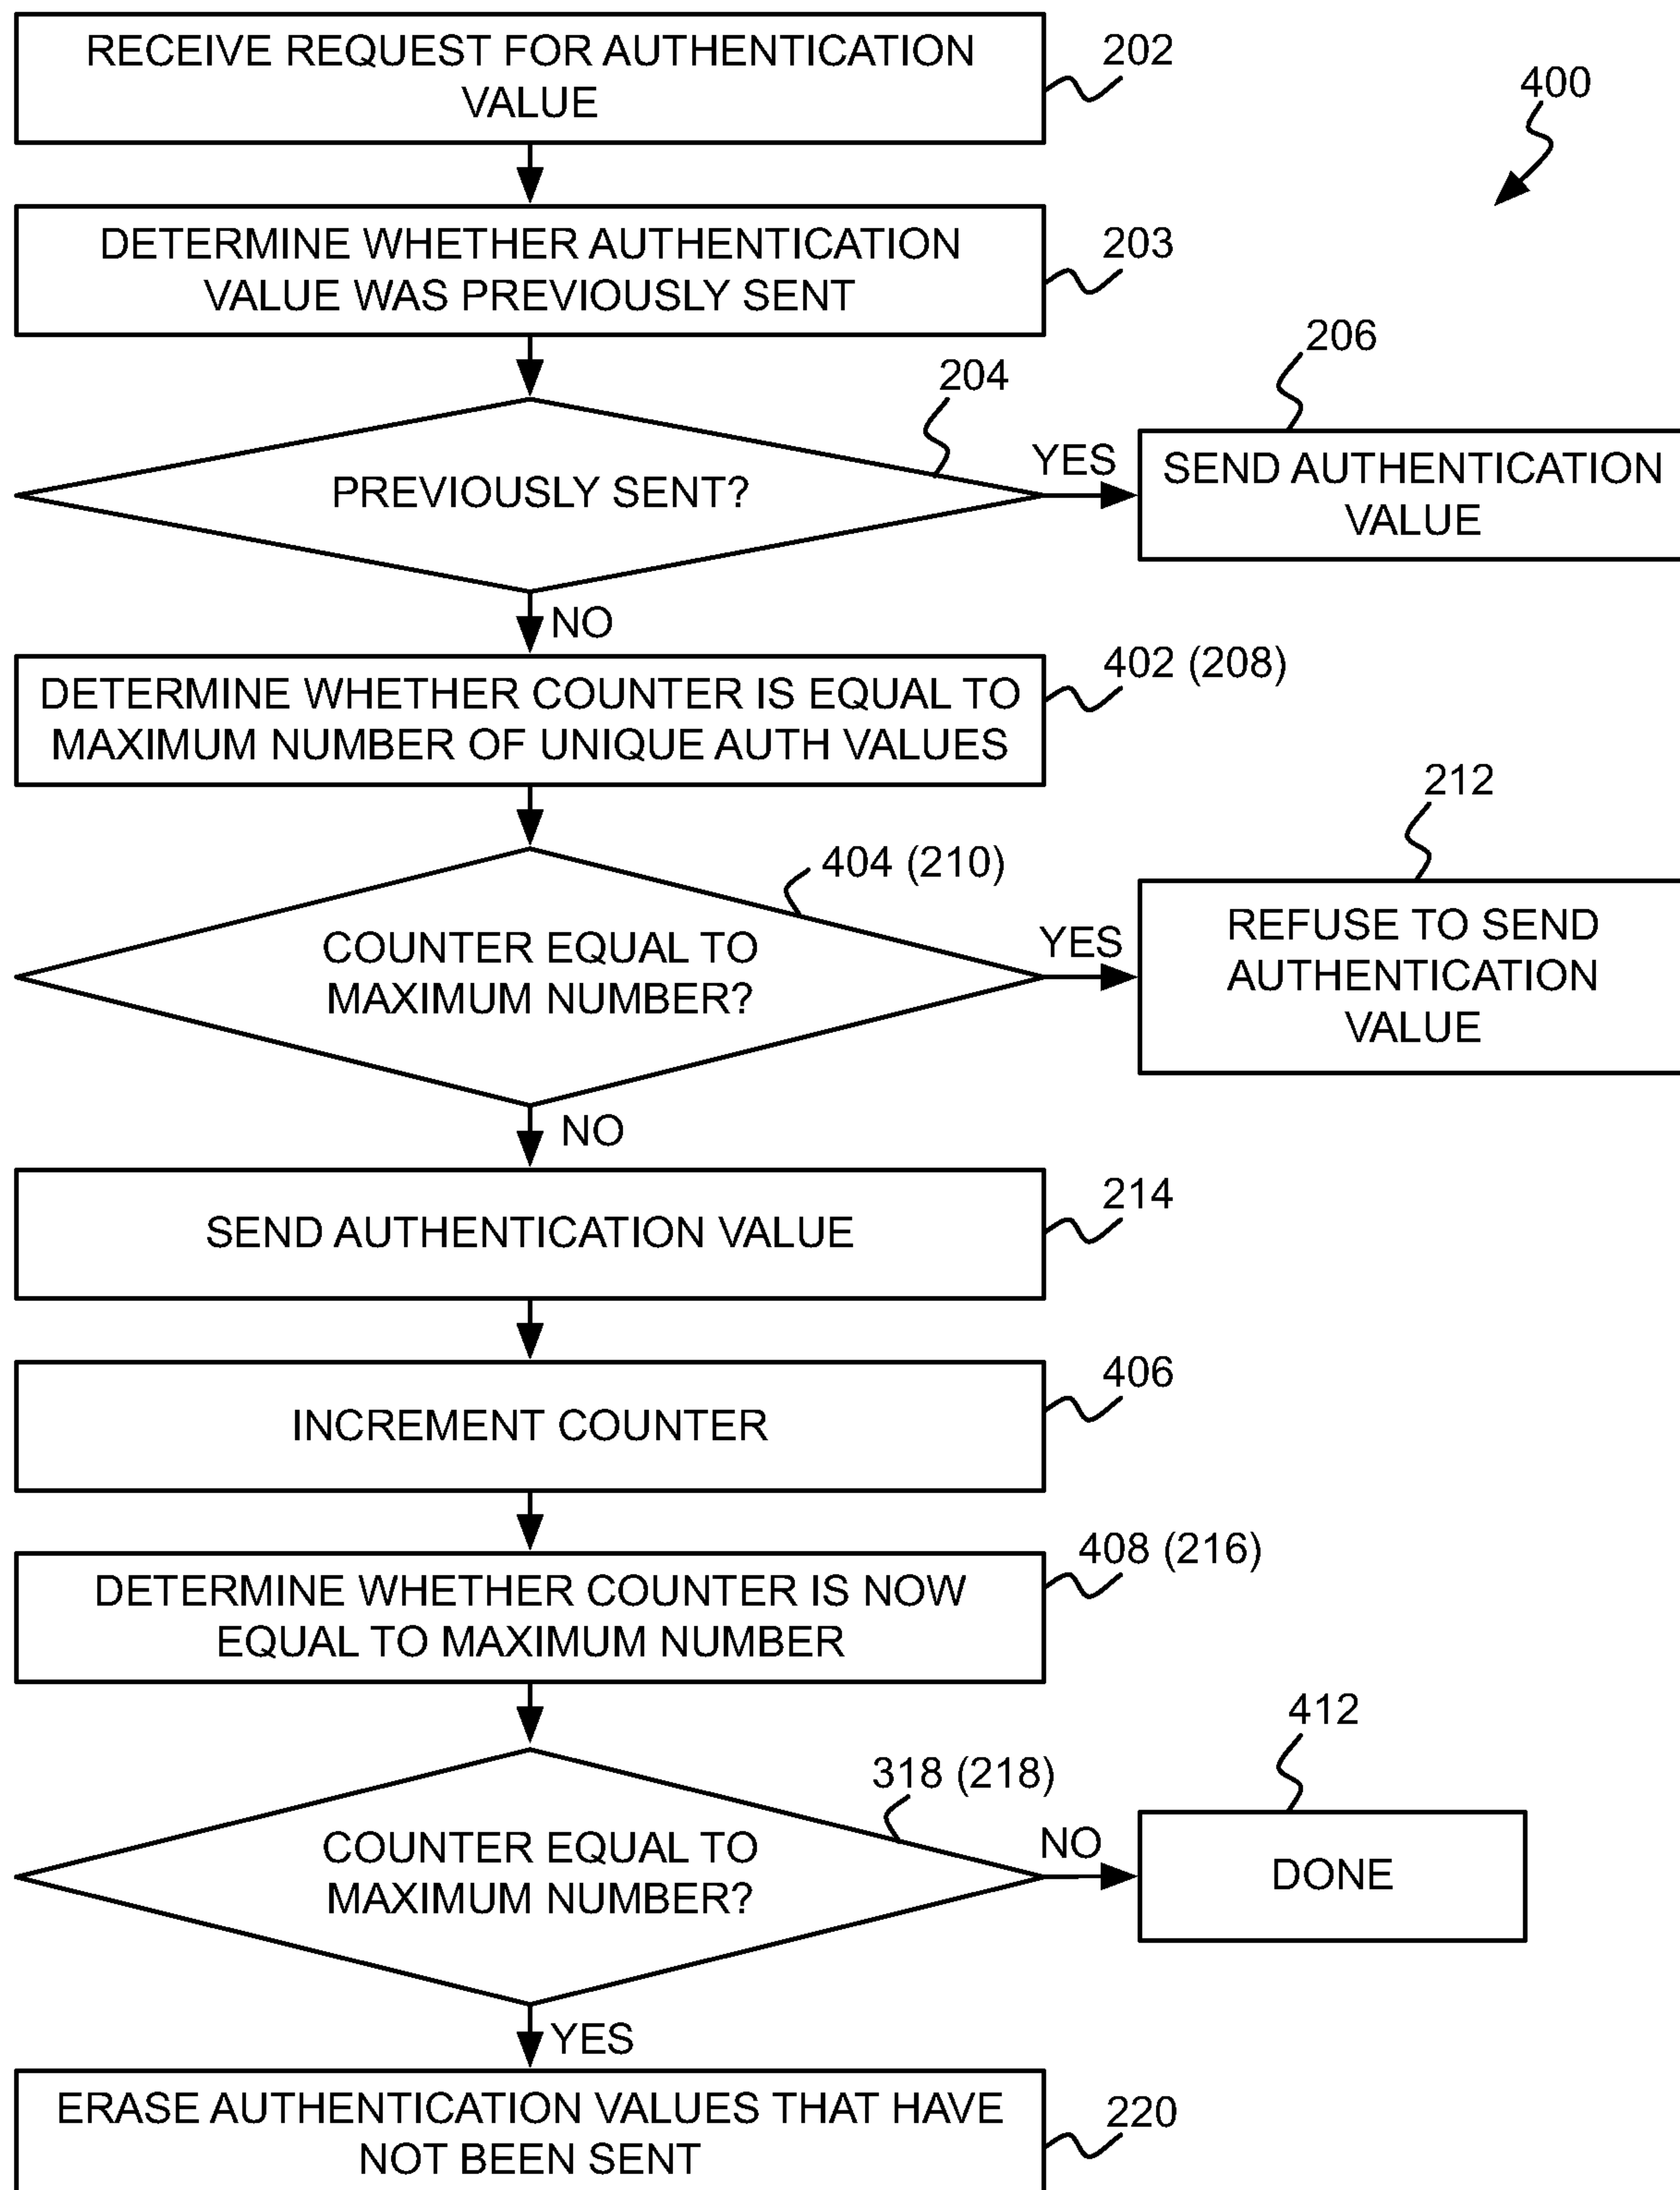 RECEIVE REQUEST FOR AUTHENTICATION
VALUE
202
400
DETERMINE WHETHER AUTHENTICATION
VALUE WAS PREVIOUSLY SENT
203
204
206
PREVIOUSLY SENT?
YES
SEND AUTHENTICATION
VALUE
NO
DETERMINE WHETHER COUNTER IS EQUAL TO
MAXIMUM NUMBER OF UNIQUE AUTH VALUES
402 (208)
404 (210)
212
COUNTER EQUAL TO
MAXIMUM NUMBER?
YES
REFUSE TO SEND
AUTHENTICATION
VALUE
NO
SEND AUTHENTICATION VALUE
214
INCREMENT COUNTER
406
DETERMINE WHETHER COUNTER IS NOW
EQUAL TO MAXIMUM NUMBER
408 (216)
318 (218)
412
COUNTER EQUAL TO
MAXIMUM NUMBER?
NO
DONE
YES
ERASE AUTHENTICATION VALUES THAT HAVE
NOT BEEN SENT
220